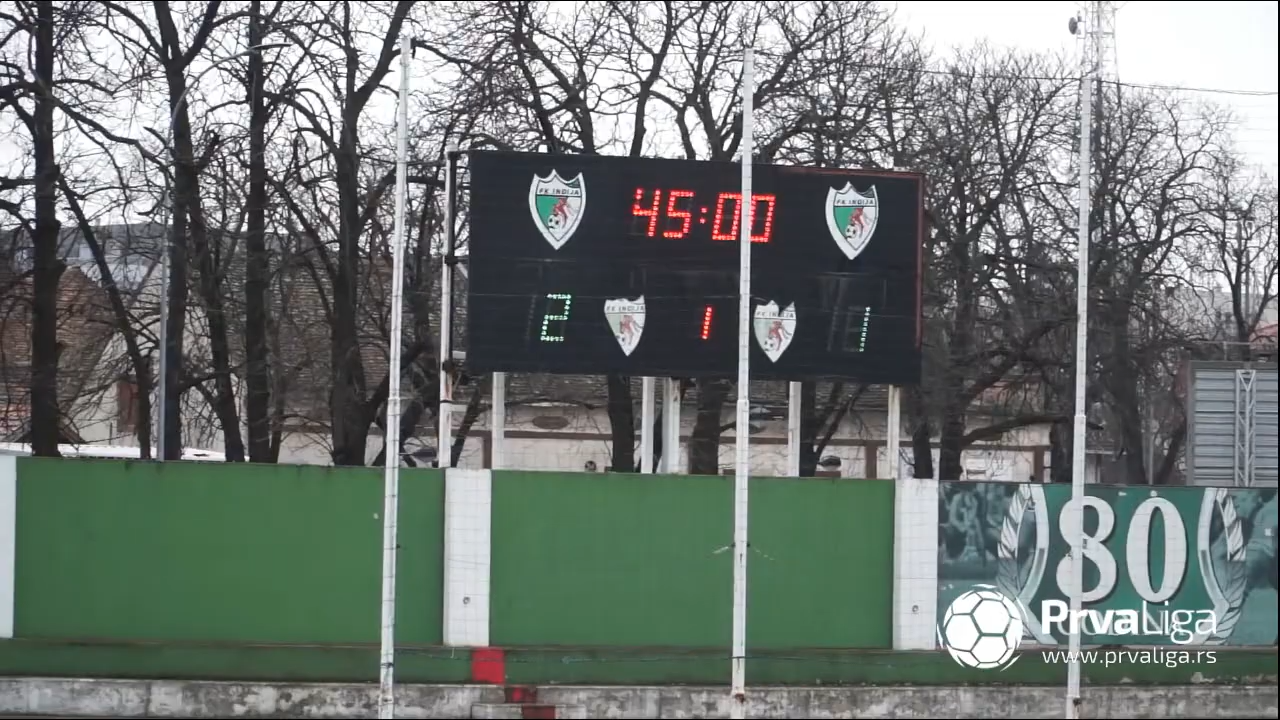 FK INĐIJA
45:00
FK INĐIJA
2
FK INĐIJA
1
FK INĐIJA
1
80
PrvaLiga
www.prvaliga.rs